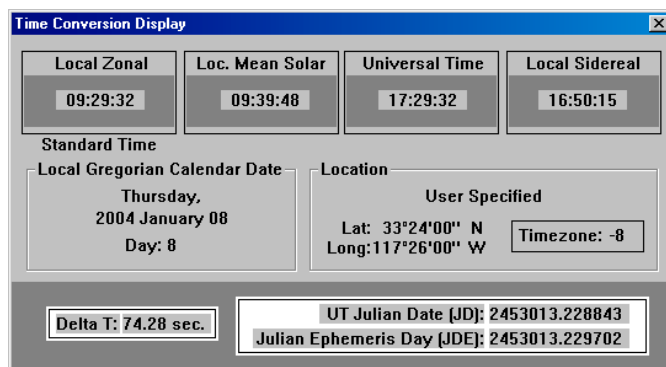 Time Conversion Display
Local Zonal
09:29:32
Loc. Mean Solar
09:39:48
Universal Time
17:29:32
Local Sidereal
16:50:15
Standard Time
Local Gregorian Calendar Date
Thursday,
2004 January 08
Day: 8
Location
User Specified
Lat: 33°24'00" N
Long:117°26'00" W
Timezone: -8
Delta T: 74.28 sec.
UT Julian Date (JD): 2453013.228843
Julian Ephemeris Day (JDE): 2453013.229702